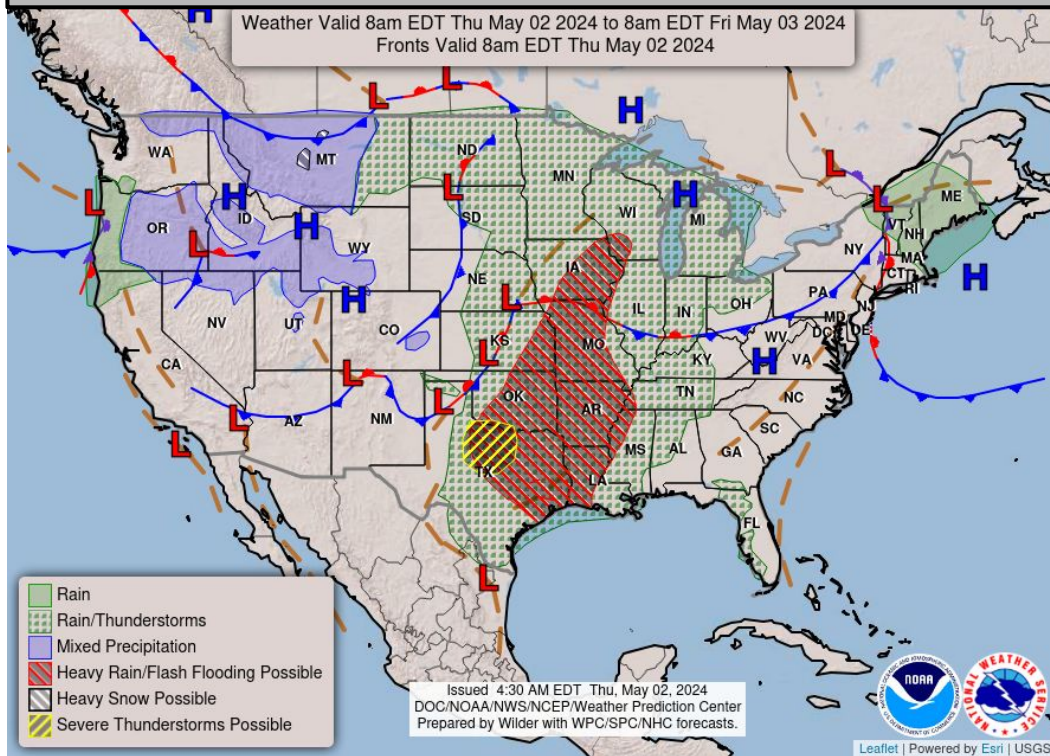 Weather Valid 8am EDT Thu May 02 2024 to 8am EDT Fri May 03 2024
Fronts Valid 8am EDT Thu May 02 2024
H
L
L
H
WA
MT
ND
MN
L
L
ME
L
H
ID
L
SD
H
WI
MI
L
VT
NH
OR
L
H
WY
NY
MA
CT
RI
H
IA
NE
PA
NJ
H
L
OH
MD
DE
NV
UT
CO
IL
IN
DC
WV
KS
L
MO
KY
H
VA
CA
L
TN
NC
AZ
L
NM
L
OK
AR
SC
L
TX
MS
AL
GA
LA
FL
L
Rain
Rain/Thunderstorms
Mixed Precipitation
Heavy Rain/Flash Flooding Possible
Heavy Snow Possible
Severe Thunderstorms Possible
Issued 4:30 AM EDT Thu, May 02, 2024
DOC/NOAA/NWS/NCEP/Weather Prediction Center
Prepared by Wilder with WPC/SPC/NHC forecasts.
NOAA
NATIONAL WEATHER SERVICE
Leaflet | Powered by Esri | USGS